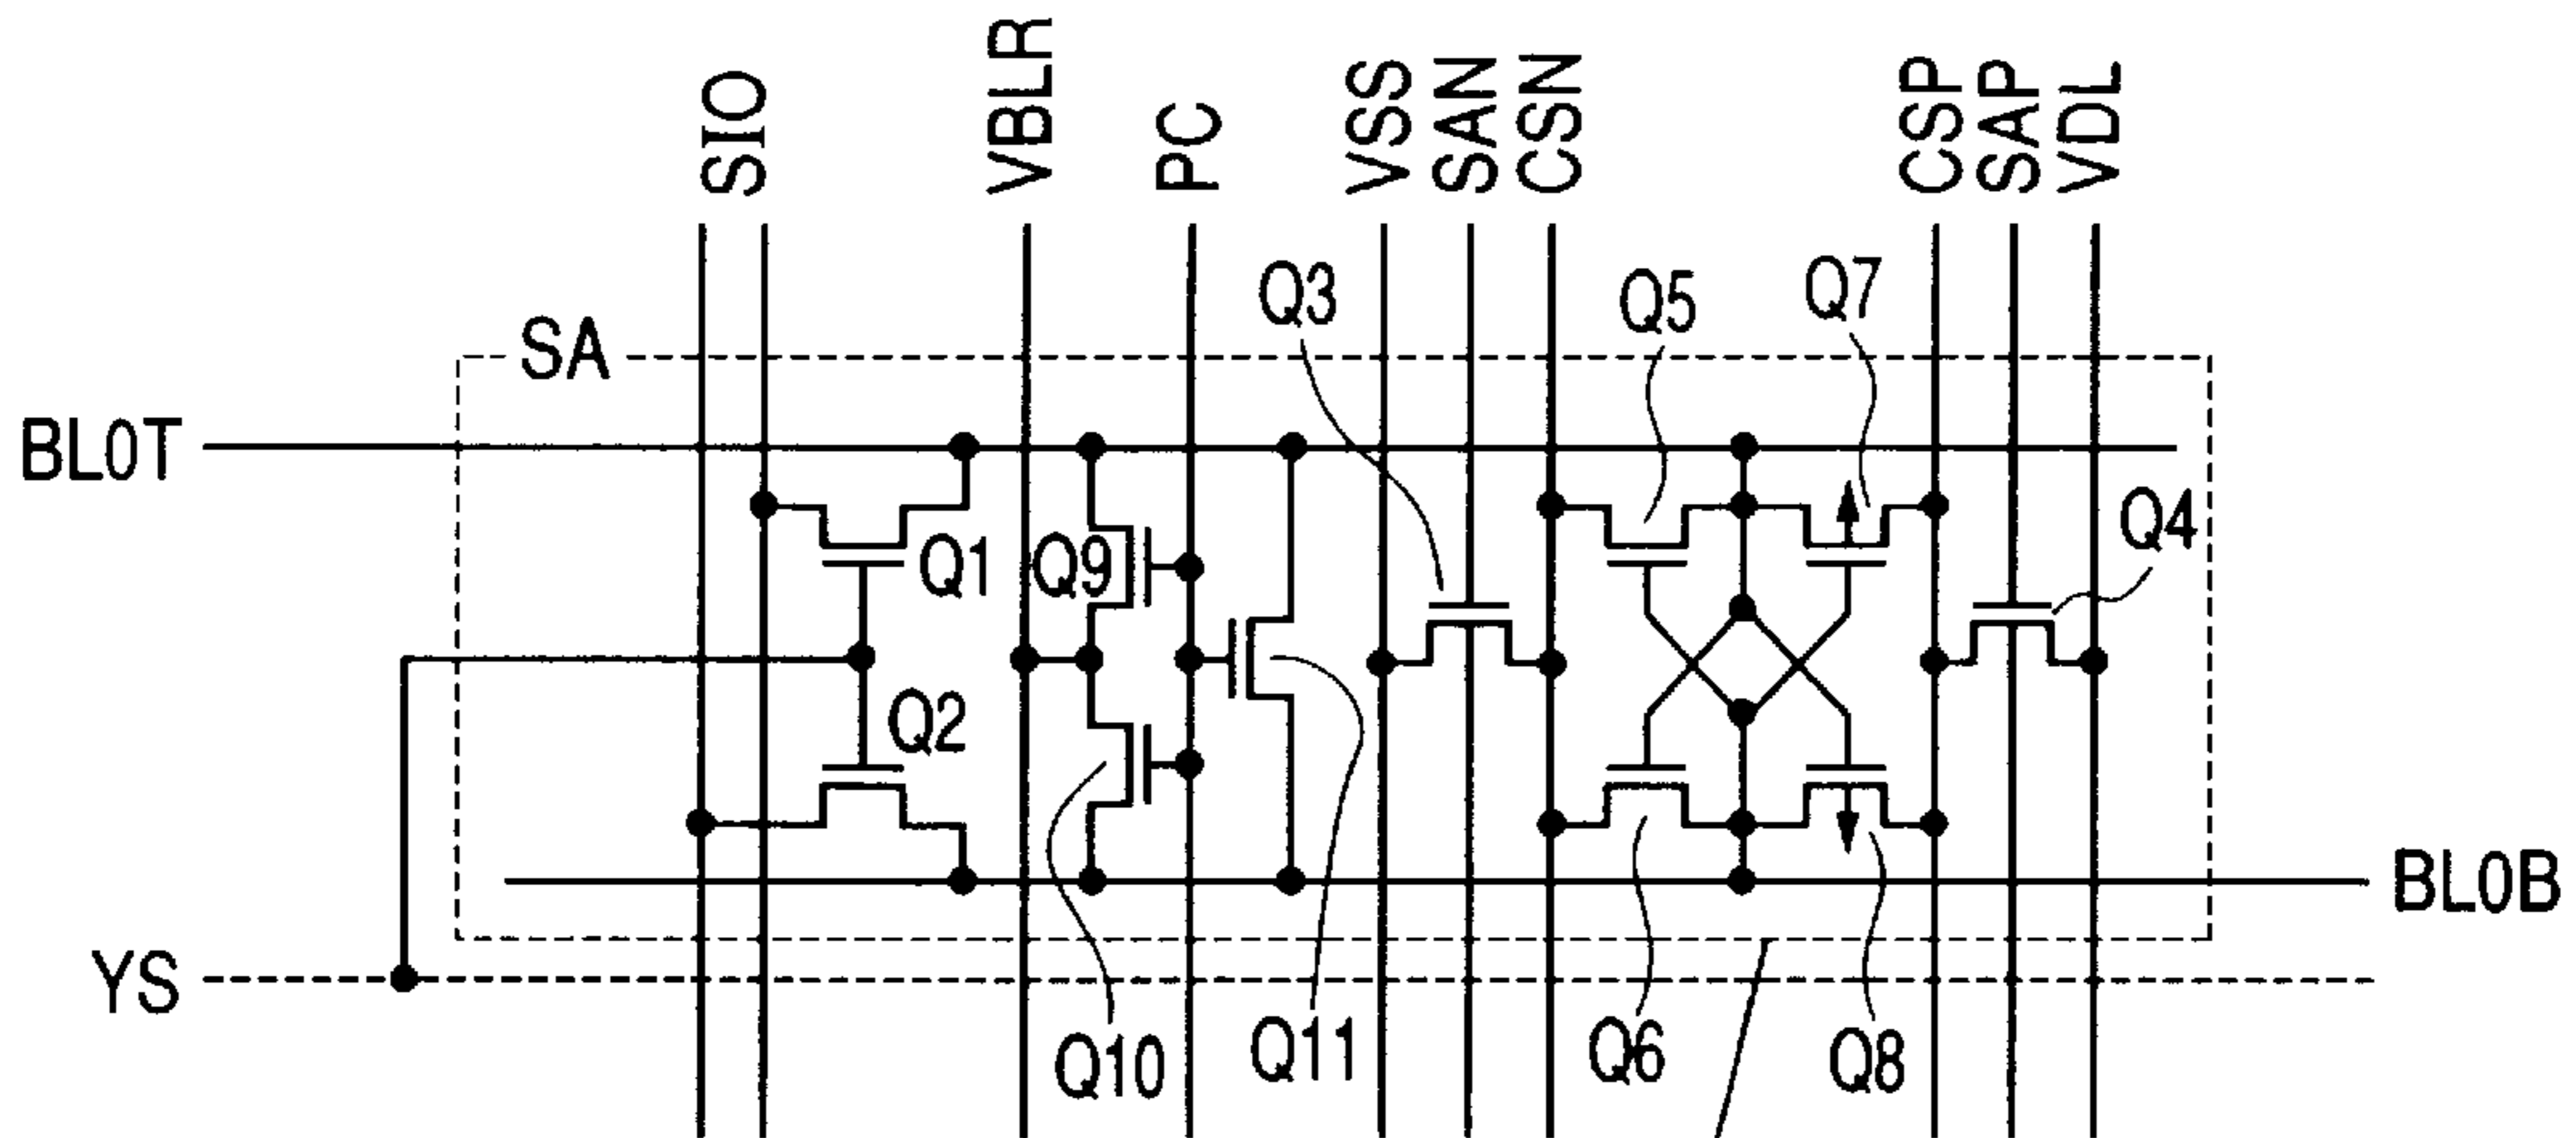 SIO
VBLR
PC
VSS
SAN
CSN
CSP
SAP
VDL
Q3
Q5
Q7
SA
BL0T
Q4
Q1
Q9
Q2
BL0B
YS
Q10
Q11
Q6
Q8